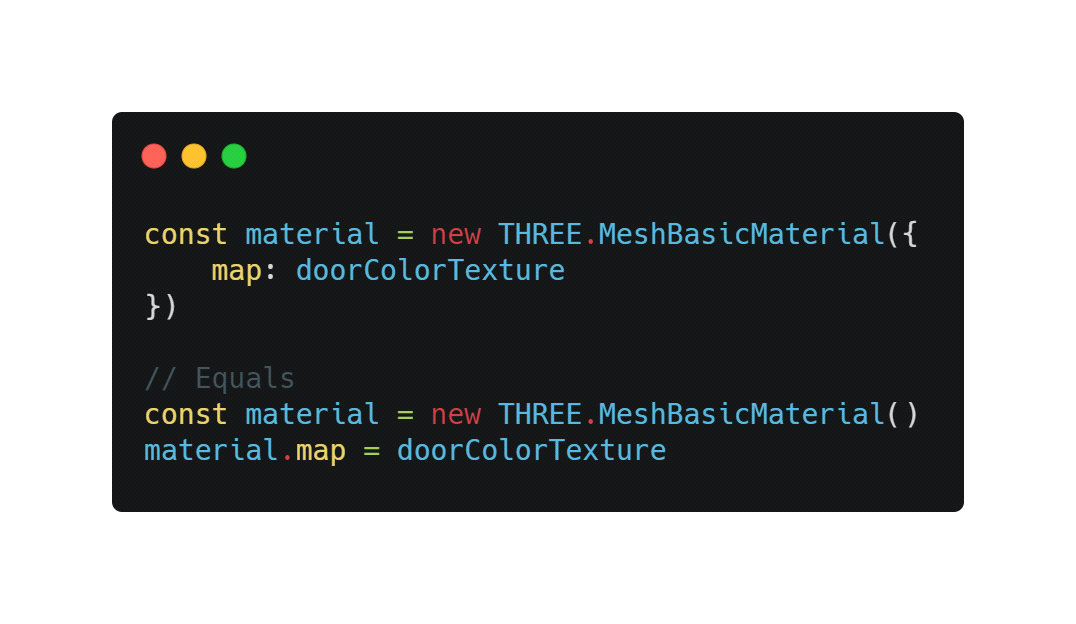 const material = new THREE.MeshBasicMaterial({
    map: doorColorTexture
})

// Equals
const material = new THREE.MeshBasicMaterial()
material.map = doorColorTexture